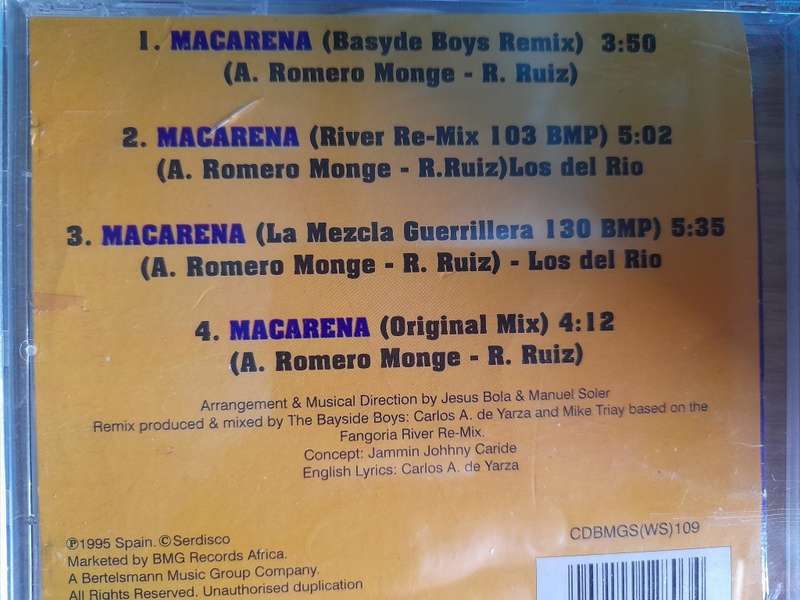 1. MACARENA (Basyde Boys Remix) 3:50
(A. Romero Monge - R. Ruiz)
2. MACARENA (River Re-Mix 103 BMP) 5:02
(A. Romero Monge - R.Ruiz)Los del Rio
3. MACARENA (La Mezcla Guerrillera 130 BMP) 5:35
(A. Romero Monge - R. Ruiz) - Los del Rio
4. MACARENA (Original Mix) 4:12
(A. Romero Monge - R. Ruiz)
Arrangement & Musical Direction by Jesus Bola & Manuel Soler
Remix produced & mixed by The Bayside Boys: Carlos A. de Yarza and Mike Triay based on the
Fangoria River Re-Mix.
Concept: Jammin Johhny Caride
English Lyrics: Carlos A. de Yarza
℗1995 Spain. ©Serdisco
Marketed by BMG Records Africa.
A Bertelsmann Music Group Company.
All Rights Reserved. Unauthorised duplication
CDBMGS(WS)109